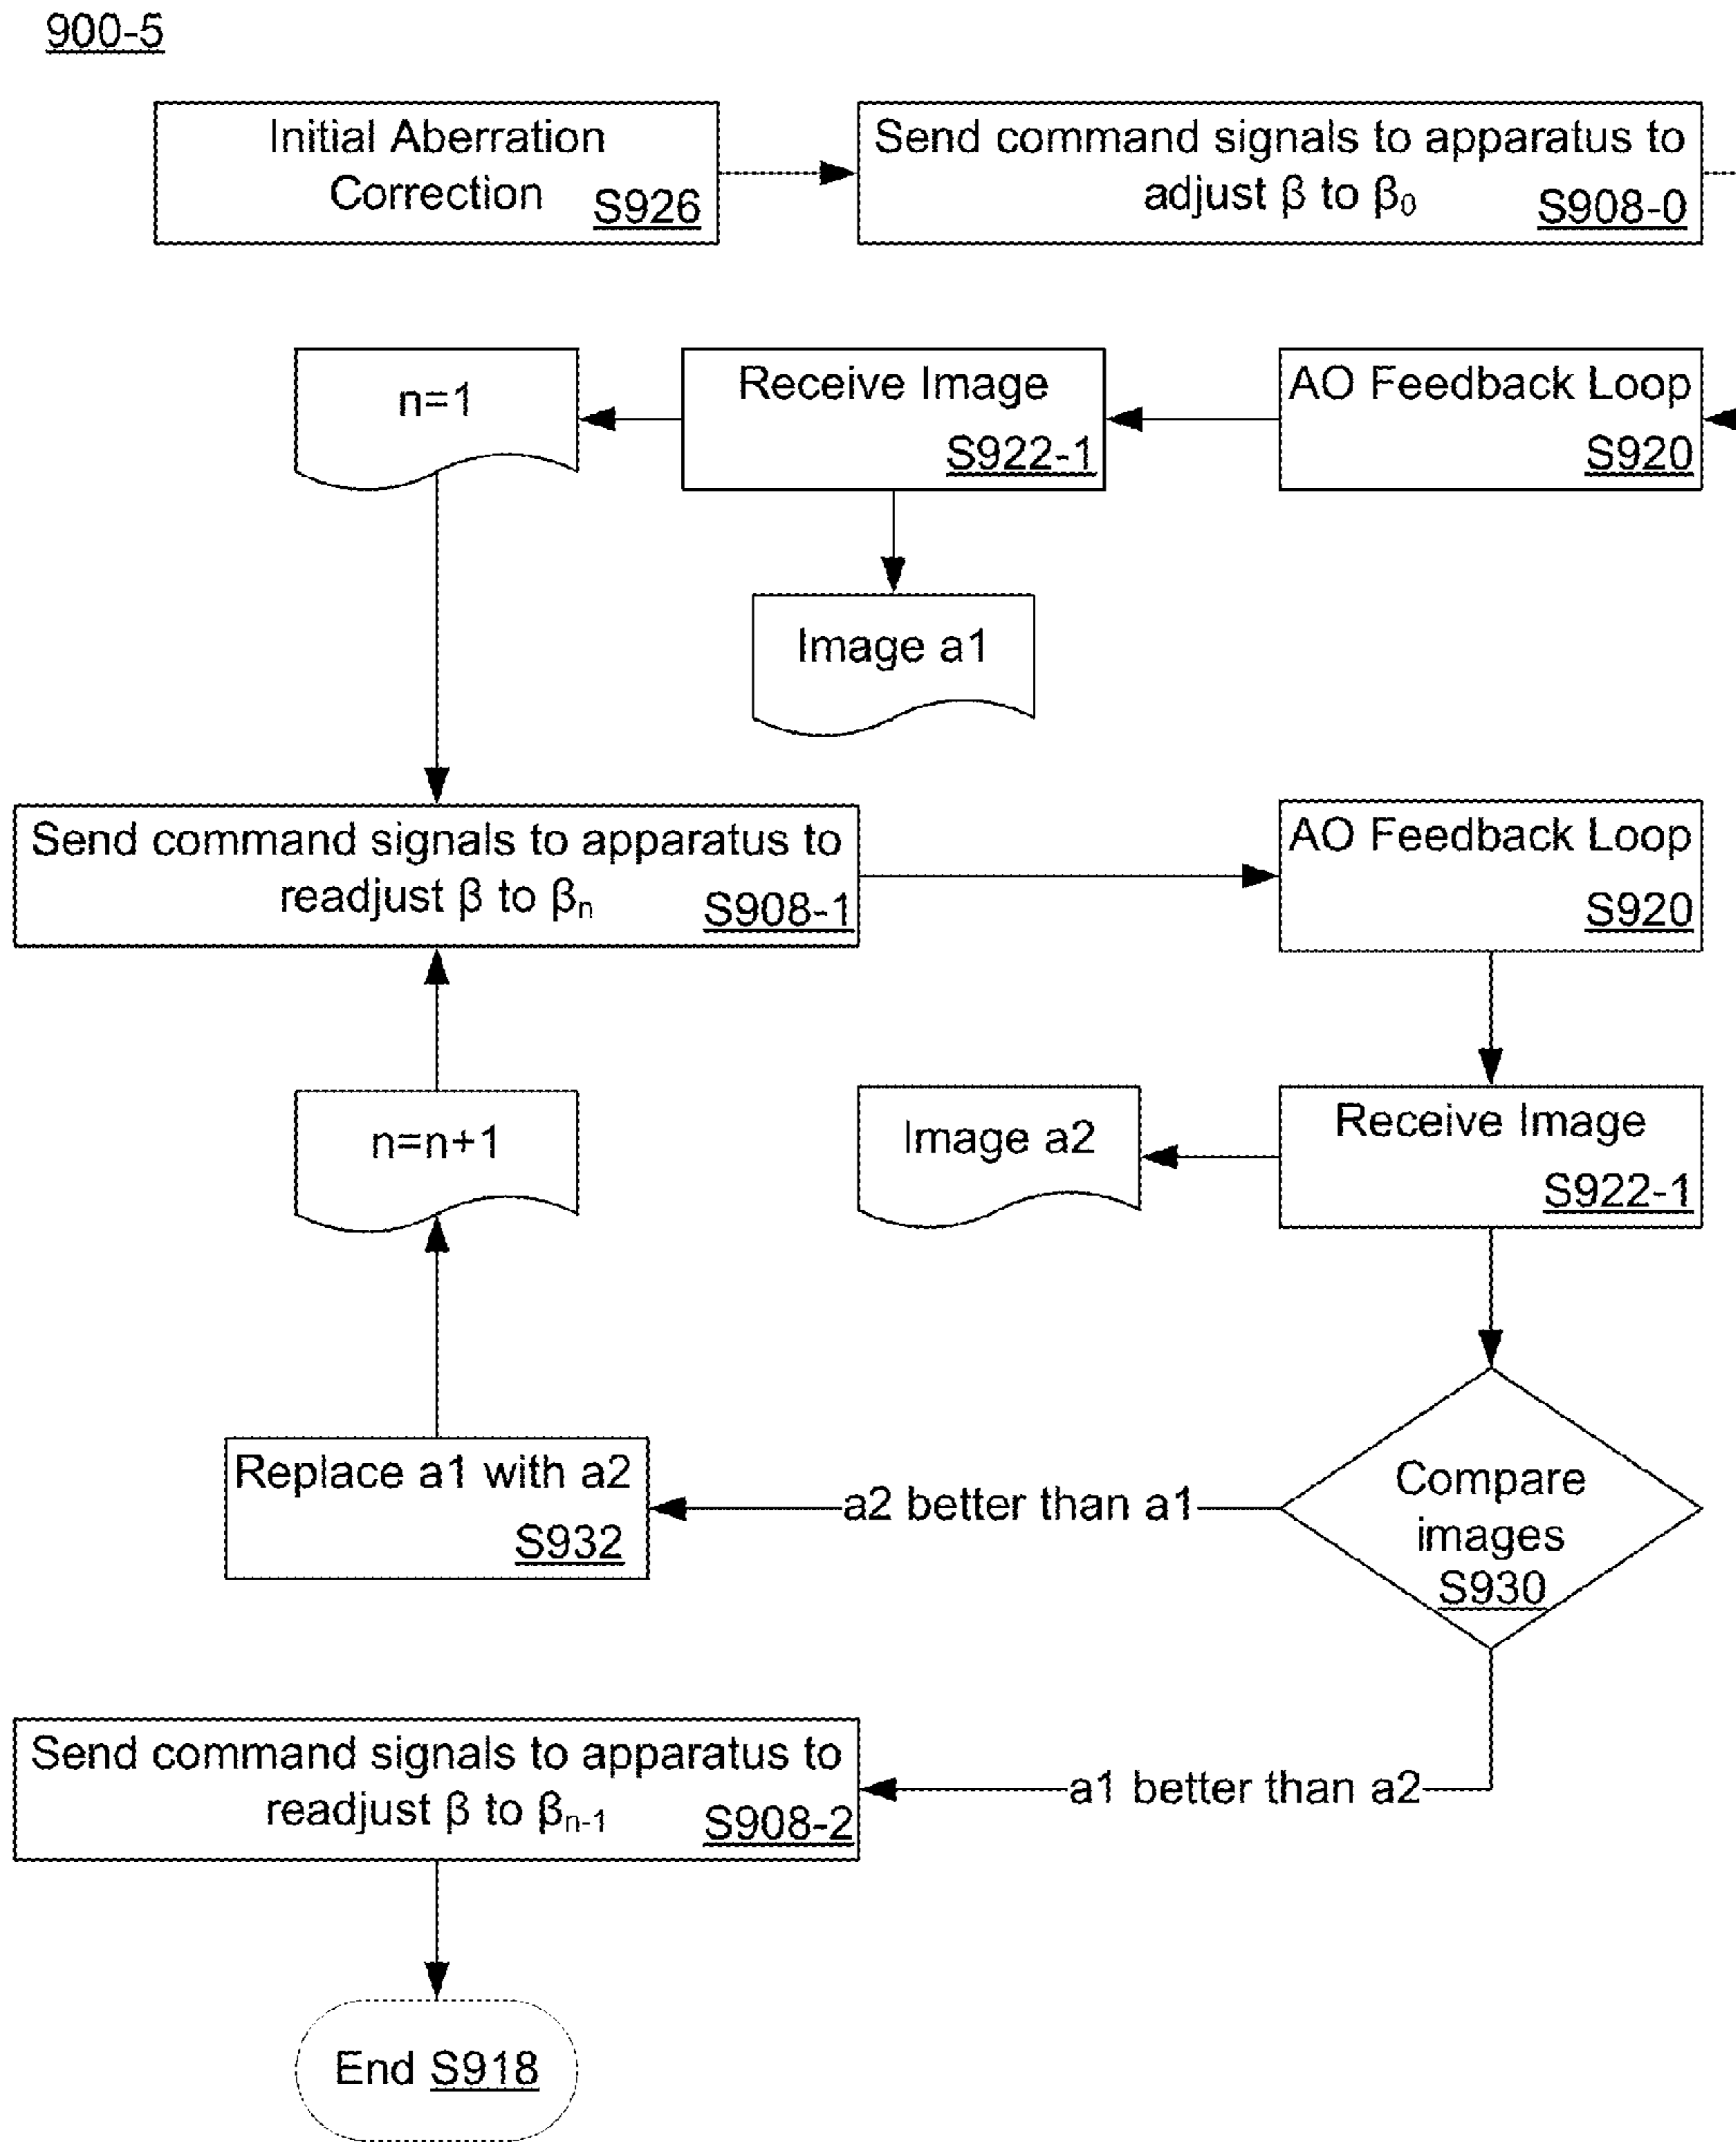 900-5
Initial Aberration
Correction S926
Send command signals to apparatus to
adjust β to β₀ S908-0
n=1
Receive Image
S922-1
AO Feedback Loop
S920
Image a1
Send command signals to apparatus to
readjust β to βₙ S908-1
AO Feedback Loop
S920
n=n+1
Image a2
Receive Image
S922-1
Replace a1 with a2
S932
a2 better than a1
Compare
images
S930
Send command signals to apparatus to
readjust β to βₙ₋₁ S908-2
a1 better than a2
End S918